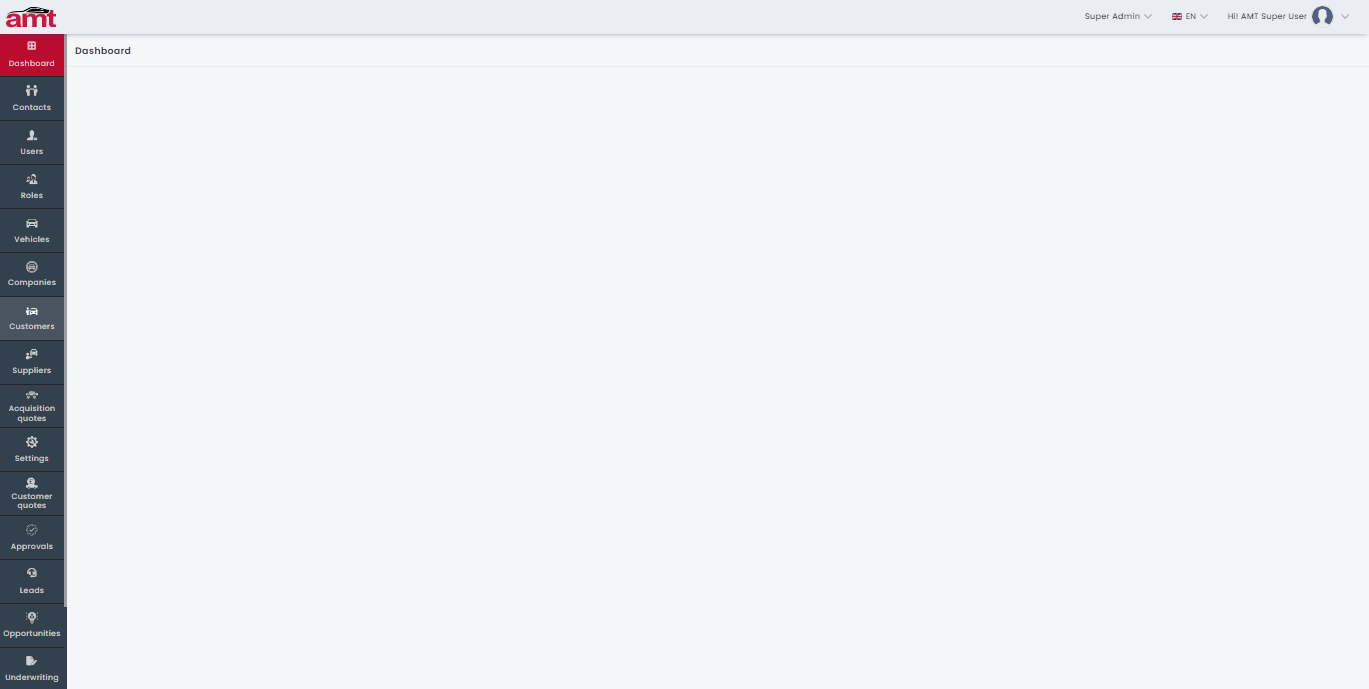 amt
Super Admin
EN
Hi! AMT Super User
Dashboard
Dashboard
Contacts
Users
Roles
Vehicles
Companies
Customers
Suppliers
Acquisition
quotes
Settings
Customer
quotes
Approvals
Leads
Opportunities
Underwriting